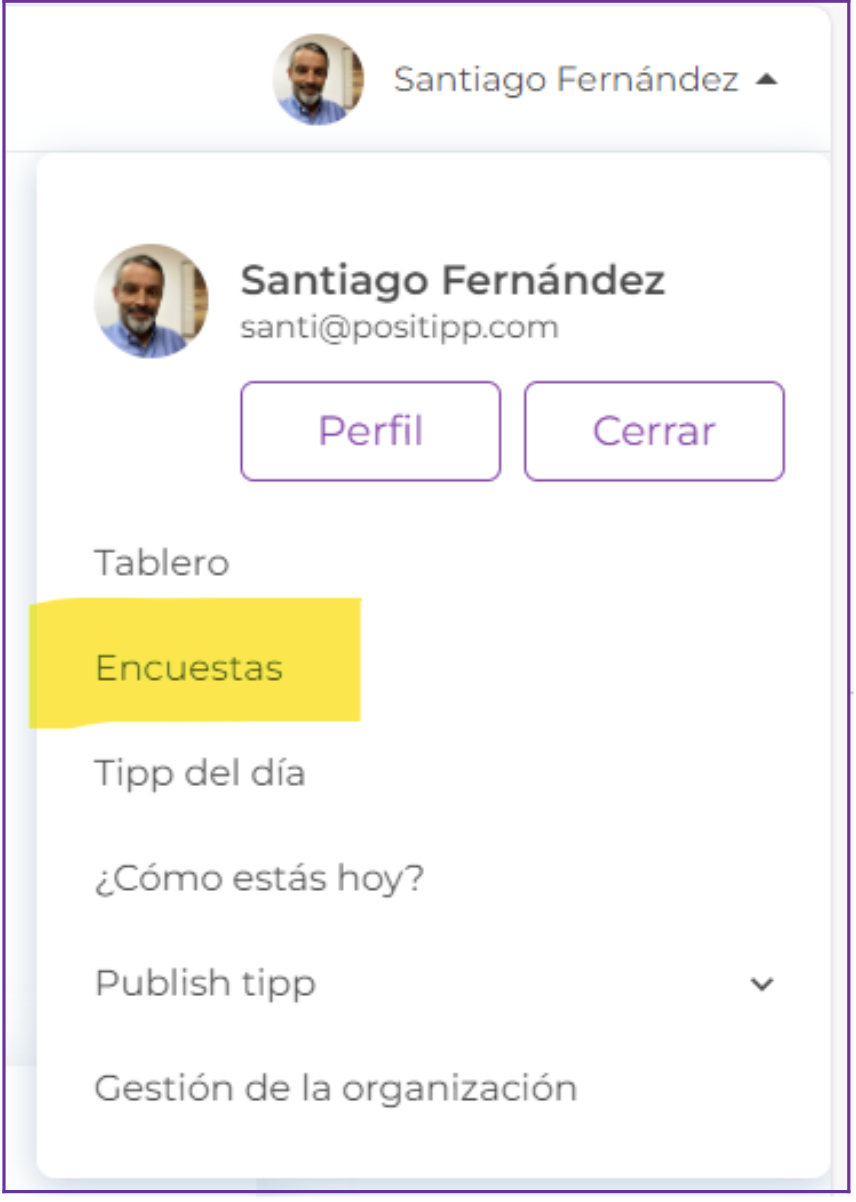 Santiago Fernández
Santiago Fernández
santi@positipp.com
Perfil Cerrar
Tablero
Encuestas
Tipp del día
¿Cómo estás hoy?
Publish tipp
Gestión de la organización